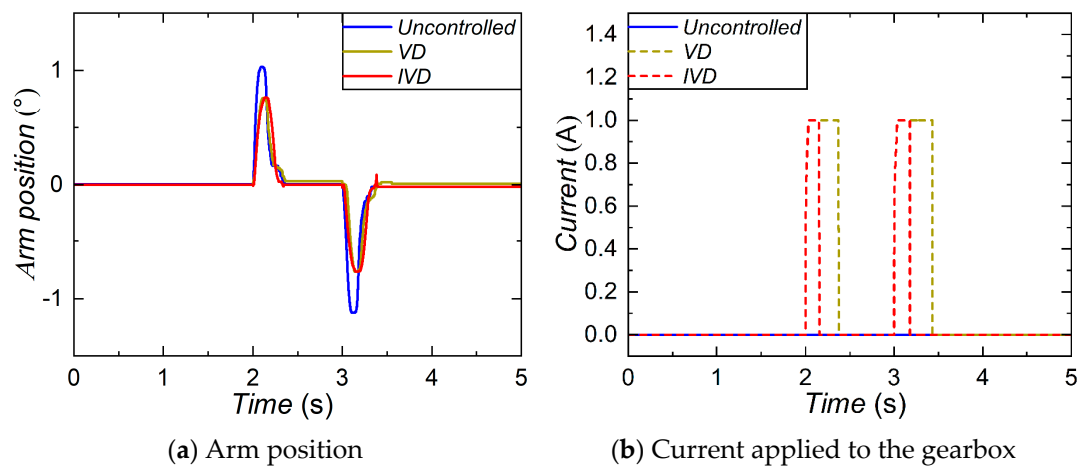 Uncontrolled
VD
IVD
1
0
-1
Arm position (°)
0 1 2 3 4 5
Time (s)
(a) Arm position
Uncontrolled
VD
IVD
1.4
1.2
1.0
0.8
0.6
0.4
0.2
0.0
Current (A)
0 1 2 3 4 5
Time (s)
(b) Current applied to the gearbox